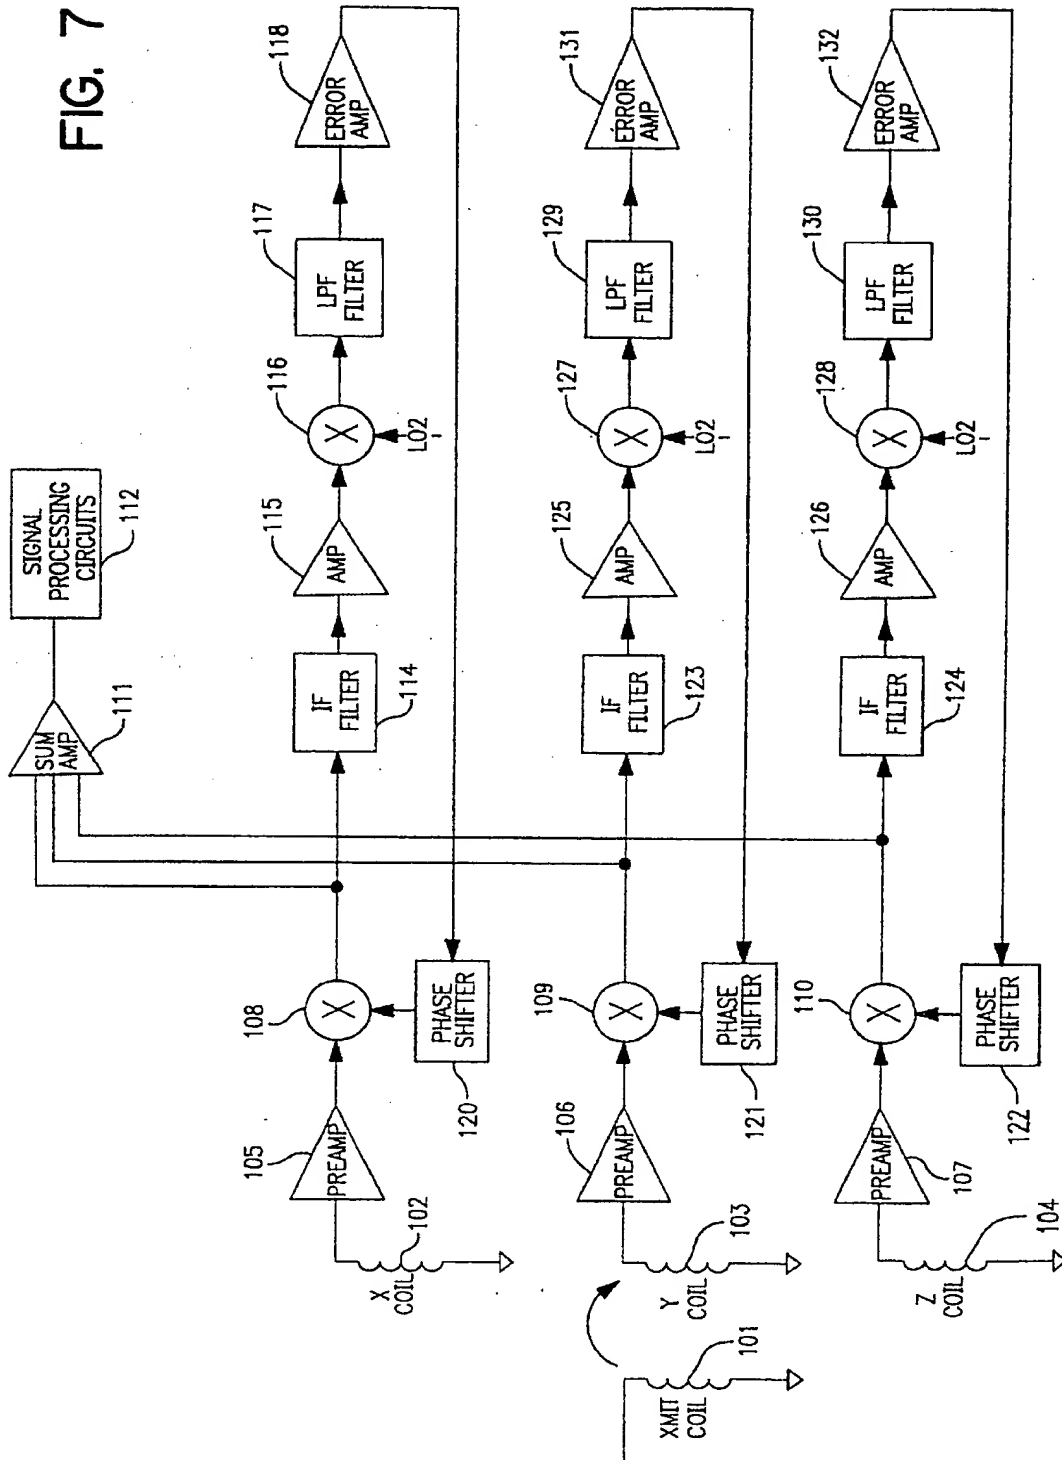 FIG. 7
SIGNAL
PROCESSING
CIRCUITS
112
SUM
AMP
111
X
COIL
102
PREAMP
105
X
108
PHASE
SHIFTER
120
IF
FILTER
114
AMP
115
X
116
LO2
LPF
FILTER
117
ERROR
AMP
118
XMIT
COIL
101
Y
COIL
103
PREAMP
106
X
109
PHASE
SHIFTER
121
IF
FILTER
123
AMP
125
X
127
LO2
LPF
FILTER
129
ERROR
AMP
131
Z
COIL
104
PREAMP
107
X
110
PHASE
SHIFTER
122
IF
FILTER
124
AMP
126
X
128
LO2
LPF
FILTER
130
ERROR
AMP
132